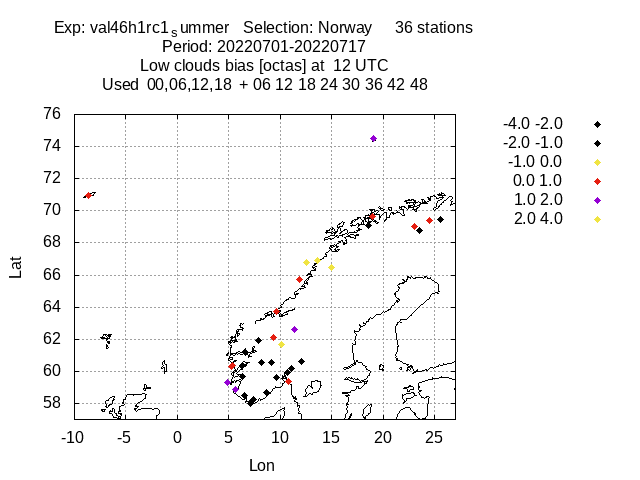 Exp: val46h1rc1summer Selection: Norway 36 stations
Period: 20220701-20220717
Low clouds bias [octas] at 12 UTC
Used 00,06,12,18 + 06 12 18 24 30 36 42 48
76
74
72
70
68
66
64
62
60
58
-10 -5 0 5 10 15 20 25
Lat
Lon
-4.0 -2.0
-2.0 -1.0
-1.0 0.0
0.0 1.0
1.0 2.0
2.0 4.0